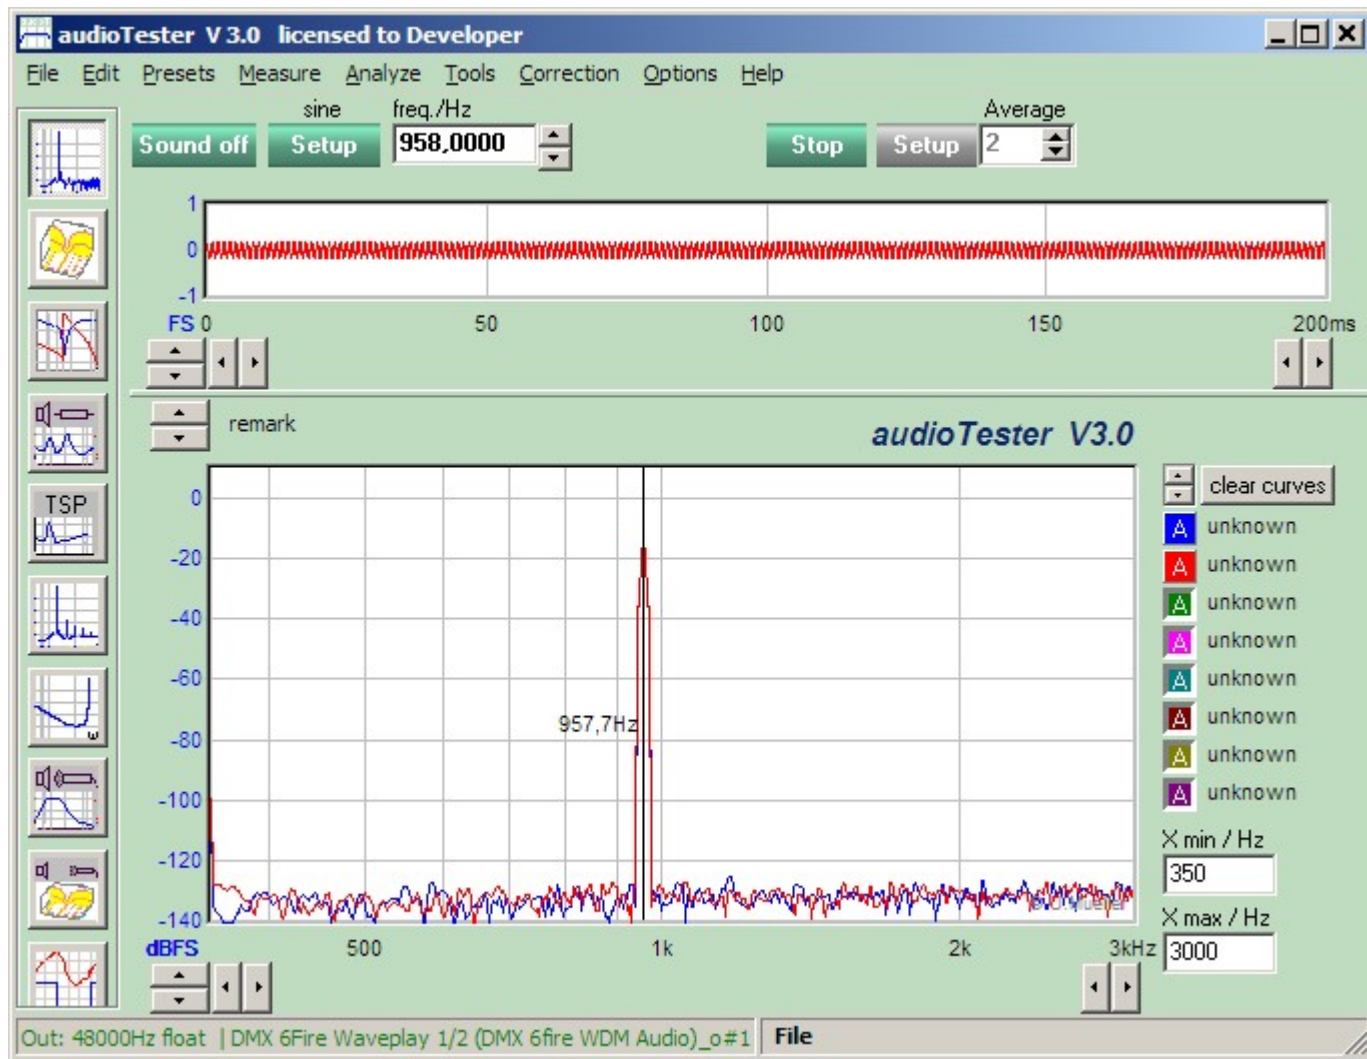 audioTester V 3.0 licensed to Developer
File Edit Presets Measure Analyze Tools Correction Options Help
sine freq./Hz Average
Sound off Setup 958,0000 Stop Setup 2
1
0
-1
FS 0 50 100 150 200ms
remark
audioTester V3.0
clear curves
TSP
0
-20
-40
-60
-80
-100
-120
-140
957,7Hz
A unknown
A unknown
A unknown
A unknown
A unknown
A unknown
A unknown
A unknown
X min / Hz
350
X max / Hz
3000
dBFS 500 1k 2k 3kHz
Out: 48000Hz float | DMX 6Fire Waveplay 1/2 (DMX 6fire WDM Audio)_o#1 File